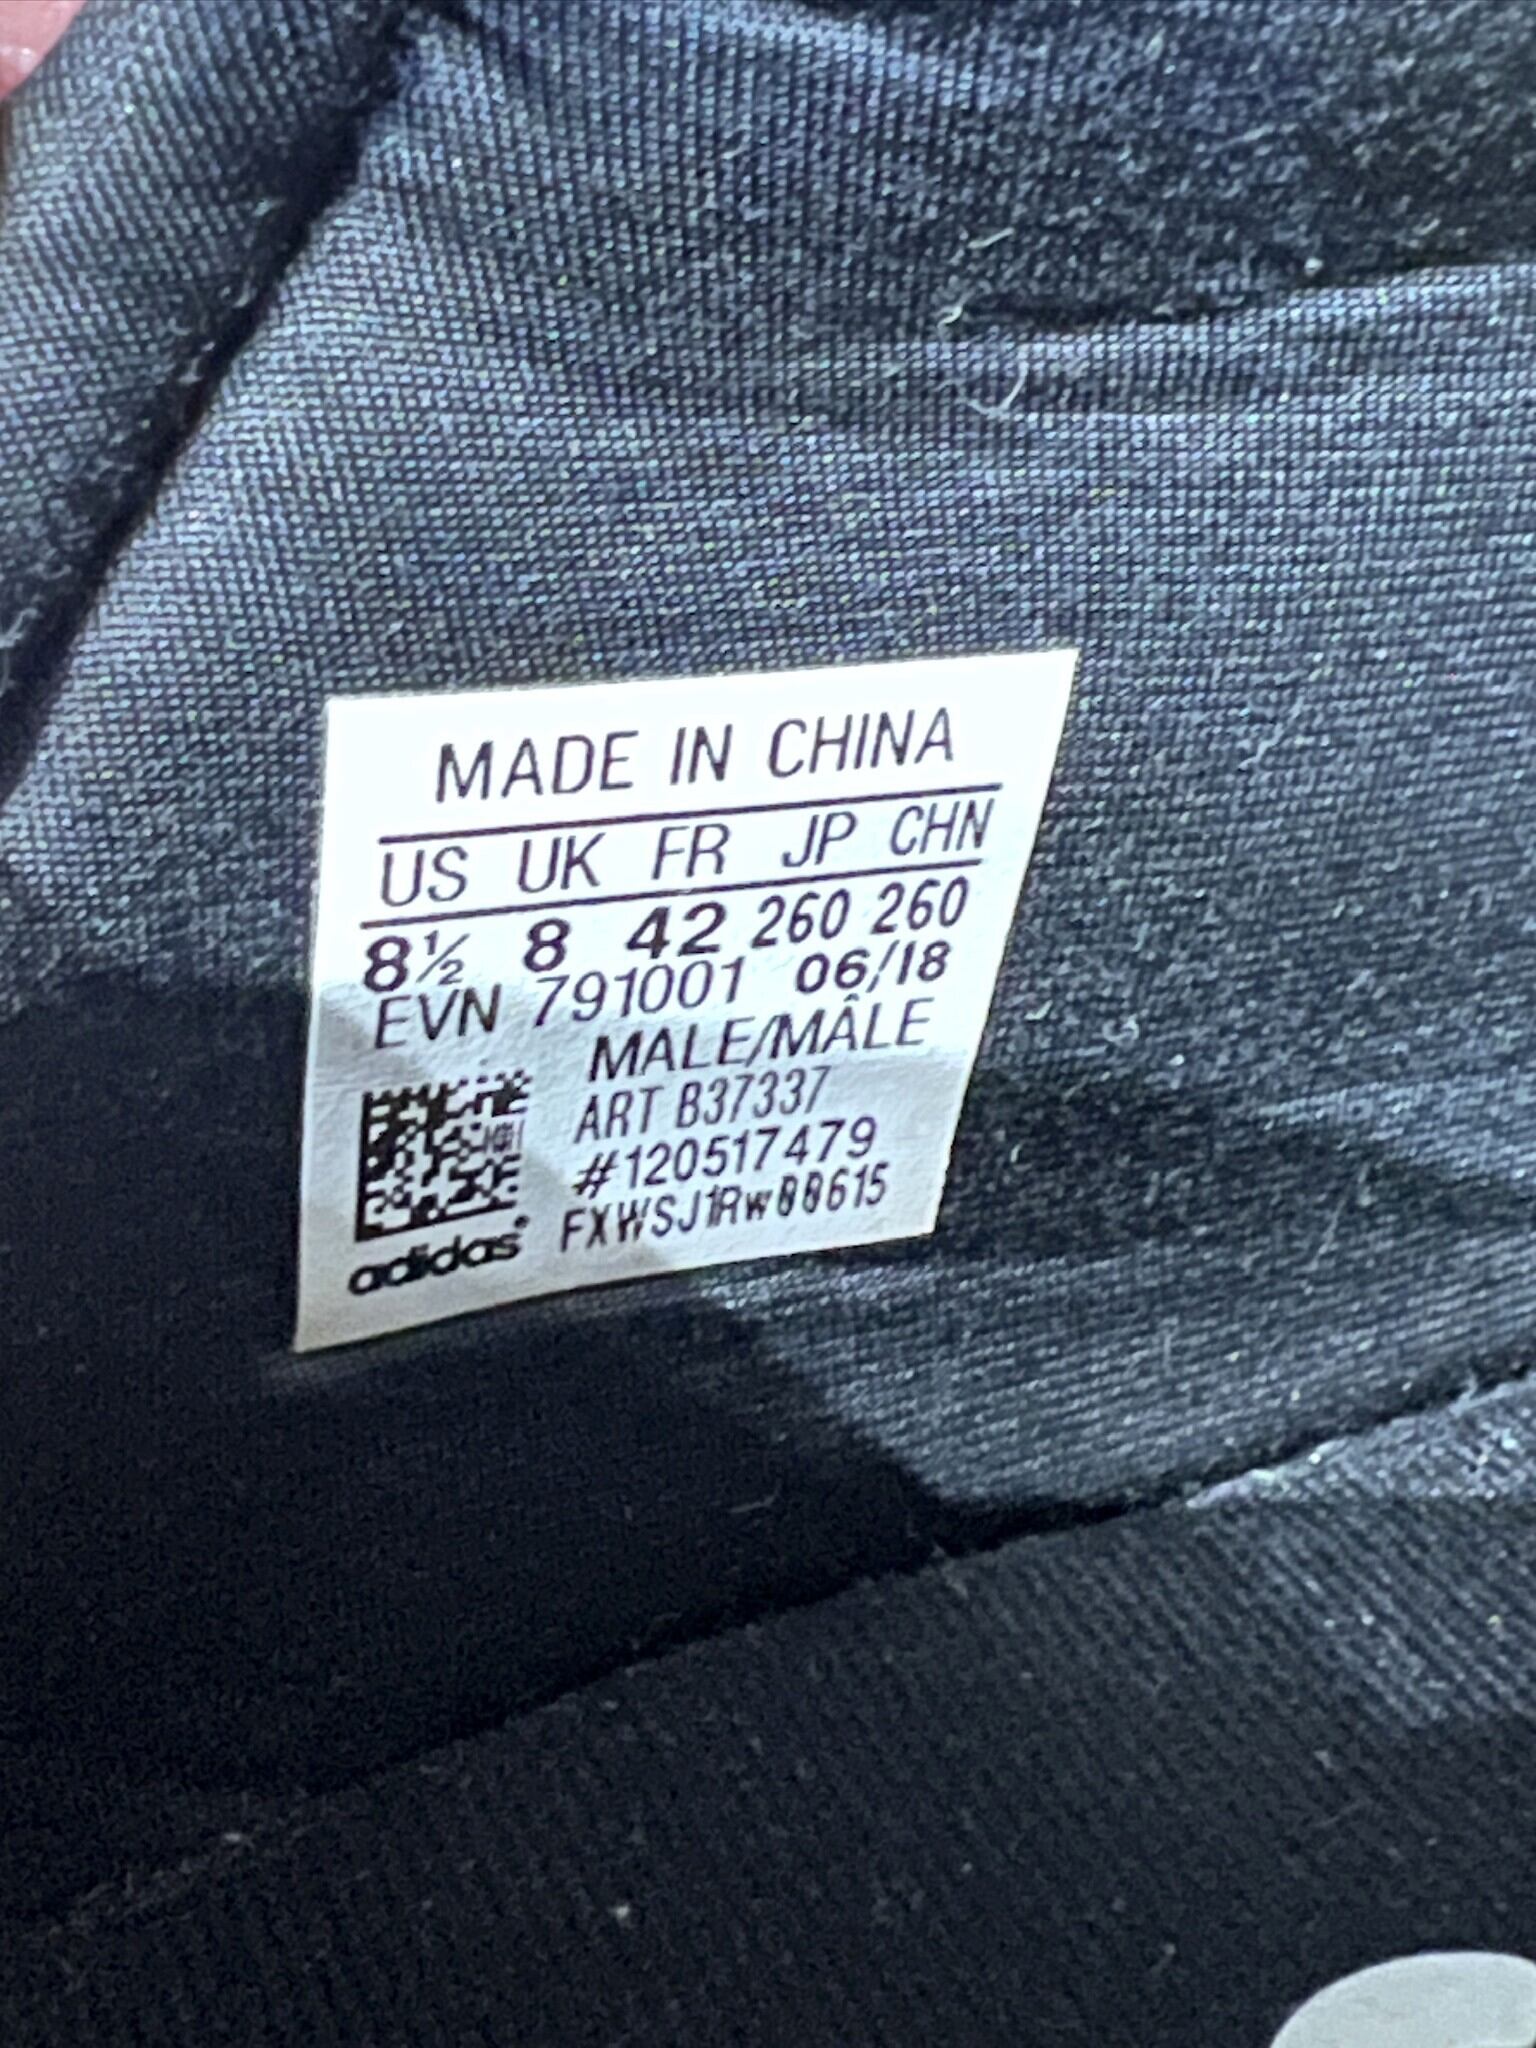 MADE IN CHINA
US UK FR JP CHN
8½ 8 42 260 260
EVN 791001 06/18
MALE/MÂLE
ART B37337
#120517479
FXWSJ1Rw00615
adidas®